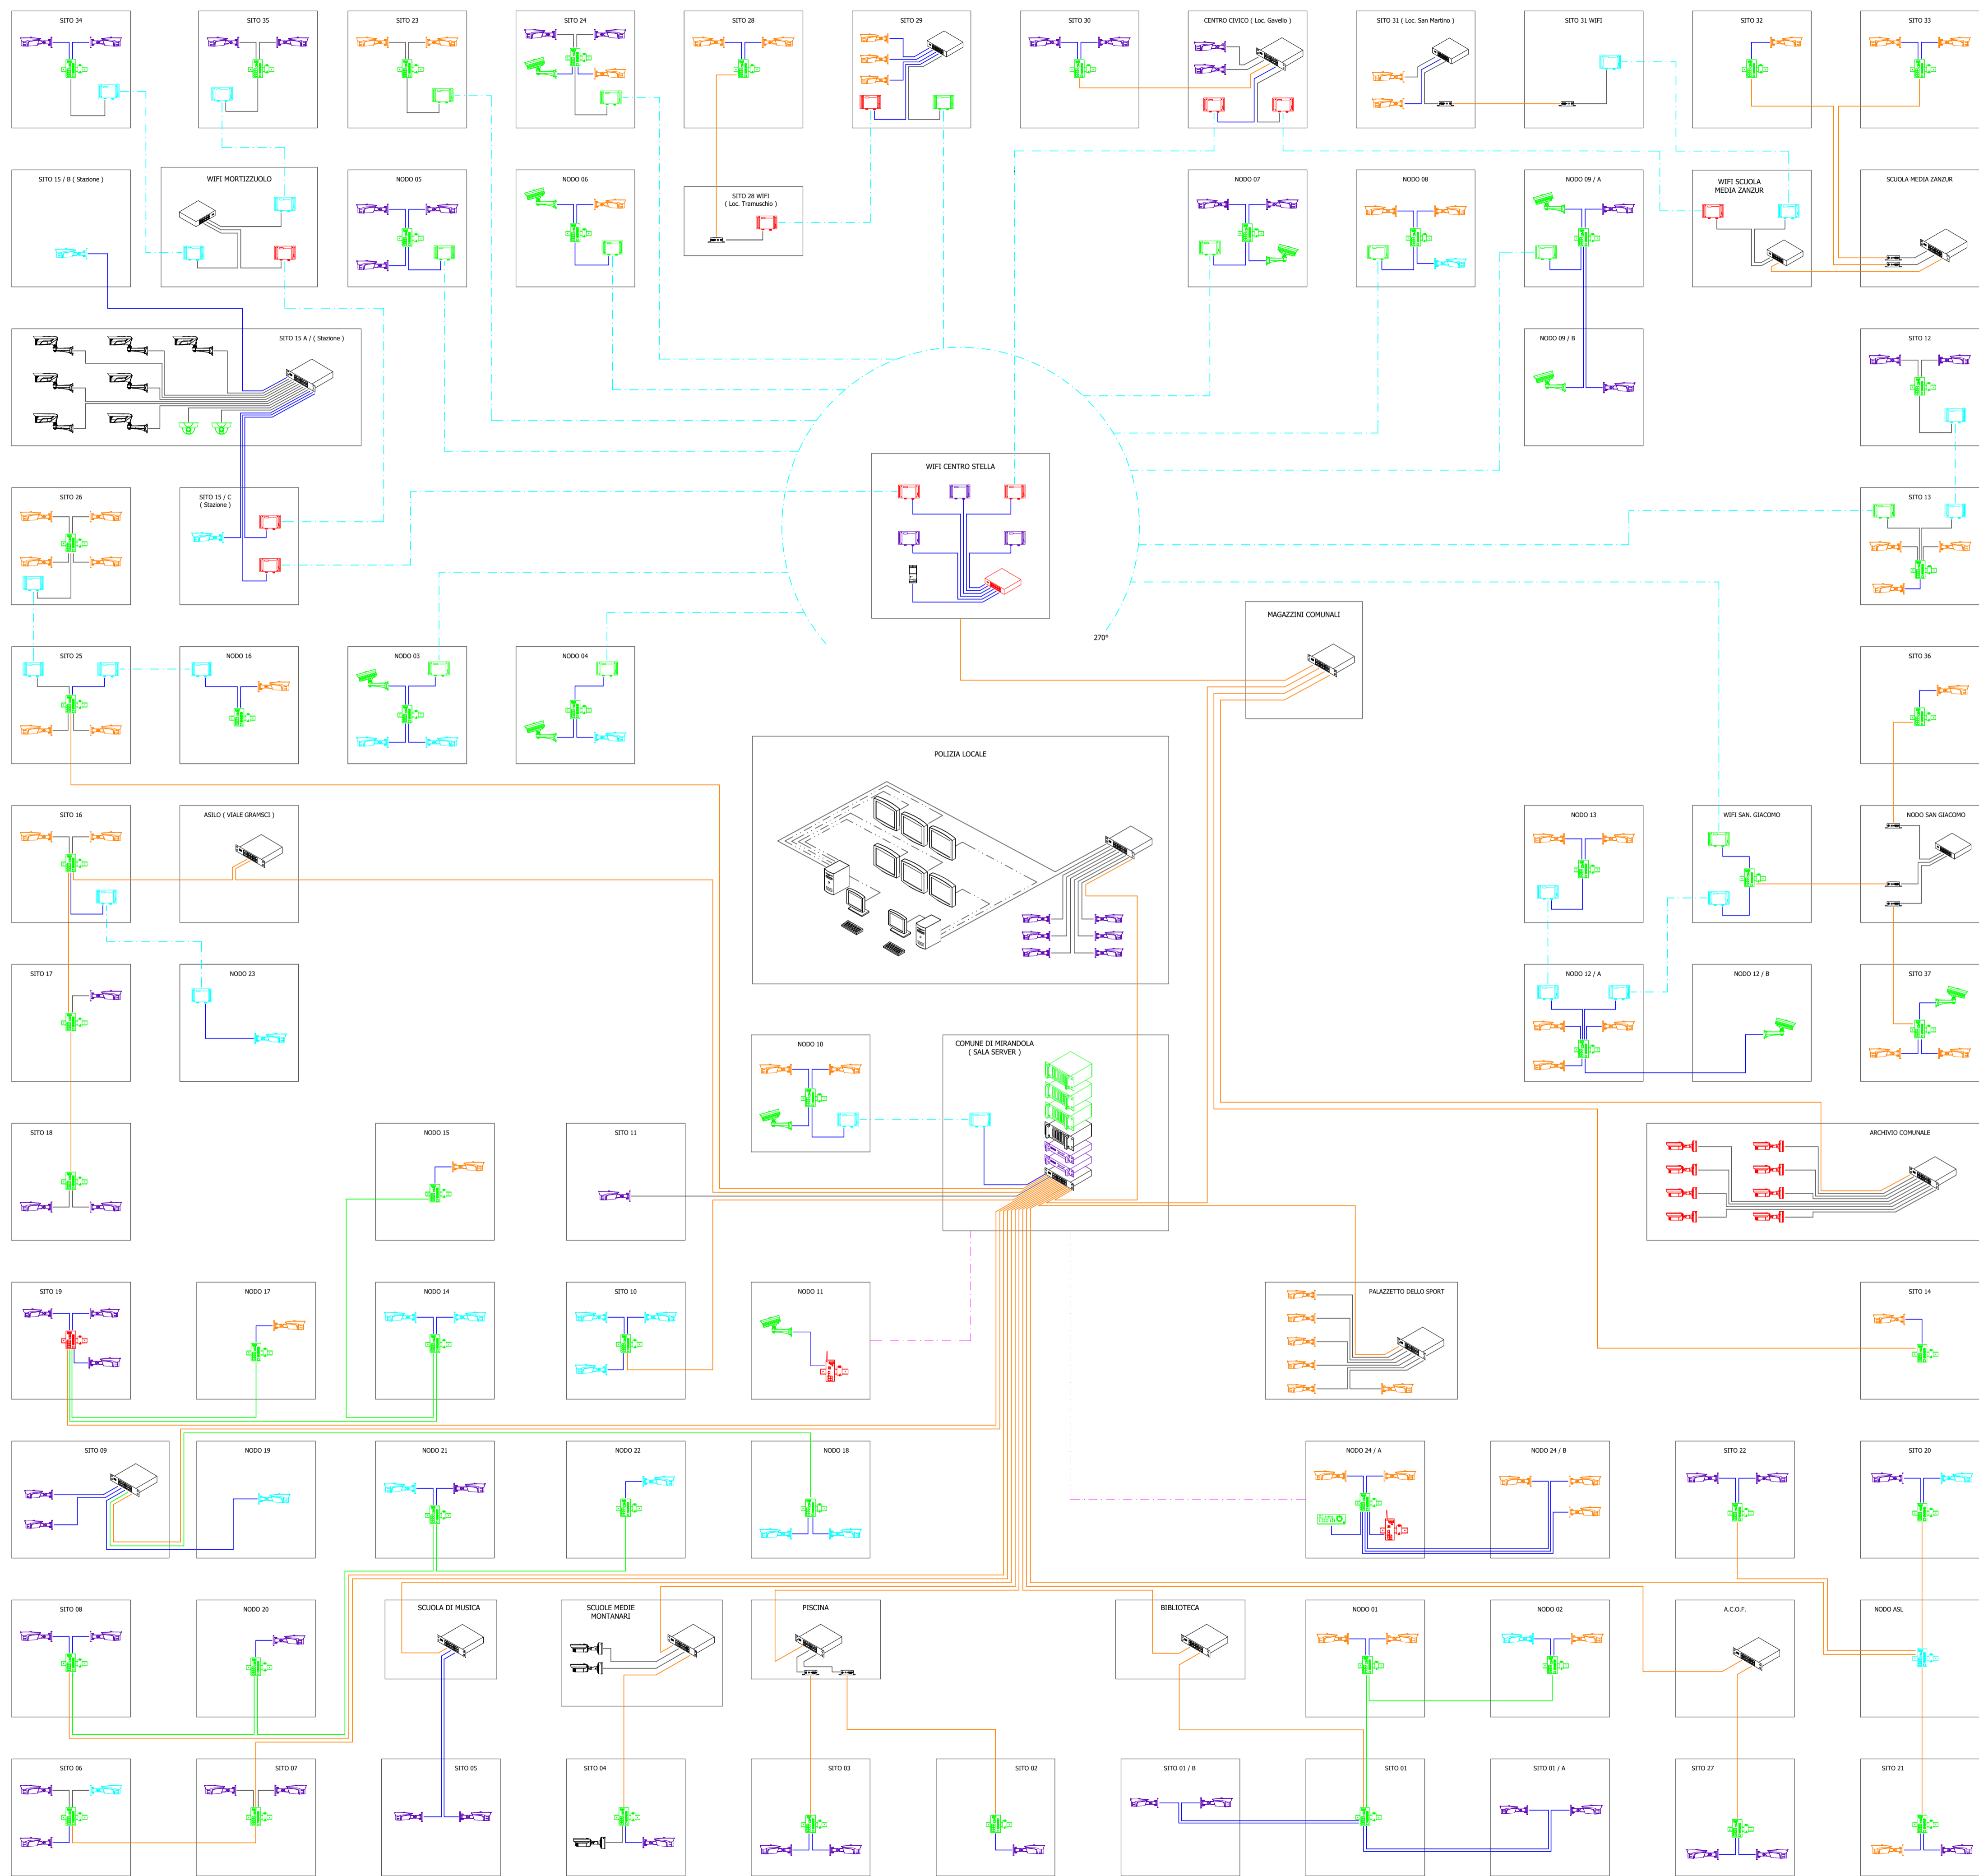 SITO 34
SITO 35
SITO 23
SITO 24
SITO 28
SITO 29
SITO 30
CENTRO CIVICO ( Loc. Gavello )
SITO 31 ( Loc. San Martino )
SITO 31 WIFI
SITO 32
SITO 33
SITO 15 / B ( Stazione )
WIFI MORTIZZUOLO
NODO 05
NODO 06
SITO 28 WIFI
( Loc. Tramuschio )
NODO 07
NODO 08
NODO 09 / A
WIFI SCUOLA
MEDIA ZANZUR
SCUOLA MEDIA ZANZUR
SITO 15 A / ( Stazione )
NODO 09 / B
SITO 12
WIFI CENTRO STELLA
SITO 26
SITO 15 / C
( Stazione )
SITO 13
270°
MAGAZZINI COMUNALI
SITO 25
NODO 16
NODO 03
NODO 04
SITO 36
POLIZIA LOCALE
SITO 16
ASILO ( VIALE GRAMSCI )
NODO 13
WIFI SAN. GIACOMO
NODO SAN GIACOMO
SITO 17
NODO 23
NODO 12 / A
NODO 12 / B
SITO 37
NODO 10
COMUNE DI MIRANDOLA
( SALA SERVER )
SITO 18
NODO 15
SITO 11
ARCHIVIO COMUNALE
SITO 19
NODO 17
NODO 14
SITO 10
NODO 11
PALAZZETTO DELLO SPORT
SITO 14
SITO 09
NODO 19
NODO 21
NODO 22
NODO 18
NODO 24 / A
NODO 24 / B
SITO 22
SITO 20
SITO 08
NODO 20
SCUOLA DI MUSICA
SCUOLE MEDIE
MONTANARI
PISCINA
BIBLIOTECA
NODO 01
NODO 02
A.C.O.F.
NODO ASL
SITO 06
SITO 07
SITO 05
SITO 04
SITO 03
SITO 02
SITO 01 / B
SITO 01
SITO 01 / A
SITO 27
SITO 21